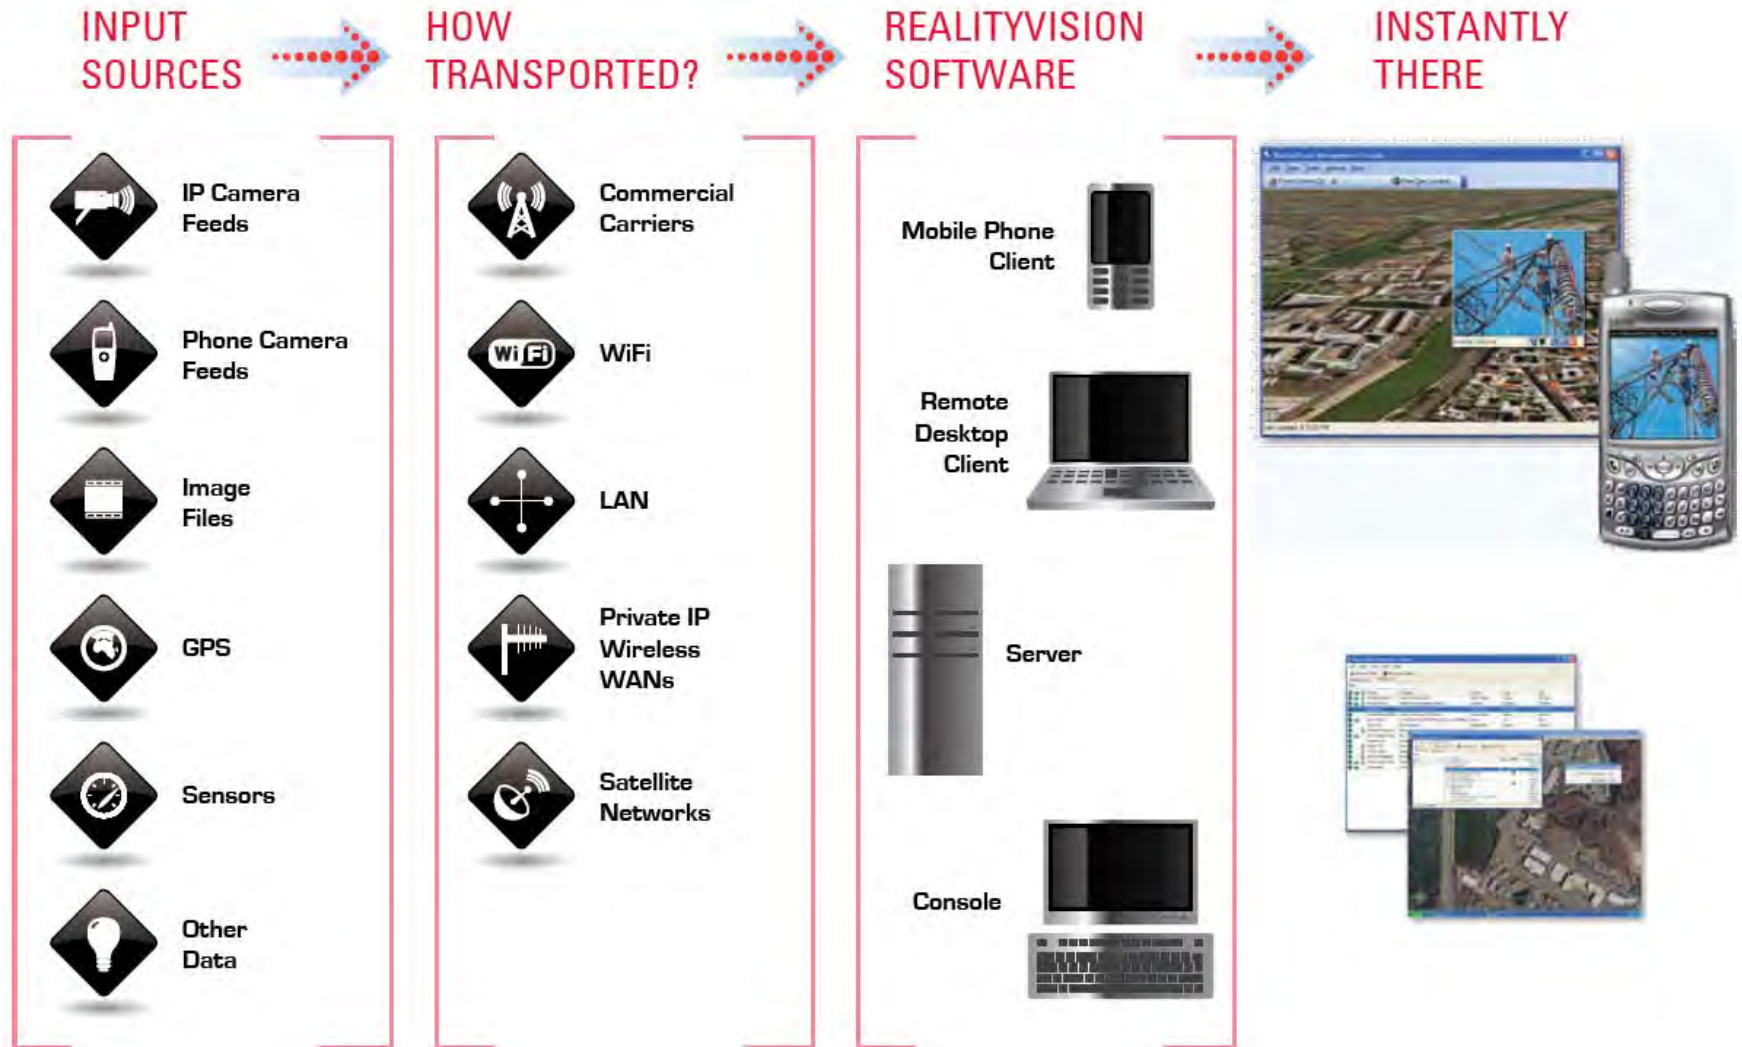 INPUT
SOURCES
HOW
TRANSPORTED?
REALITYVISION
SOFTWARE
INSTANTLY
THERE
IP Camera
Feeds
Phone Camera
Feeds
Image
Files
GPS
Sensors
Other
Data
Commercial
Carriers
WiFi
WiFi
LAN
Private IP
Wireless
WANs
Satellite
Networks
Mobile Phone
Client
Remote
Desktop
Client
Server
Console